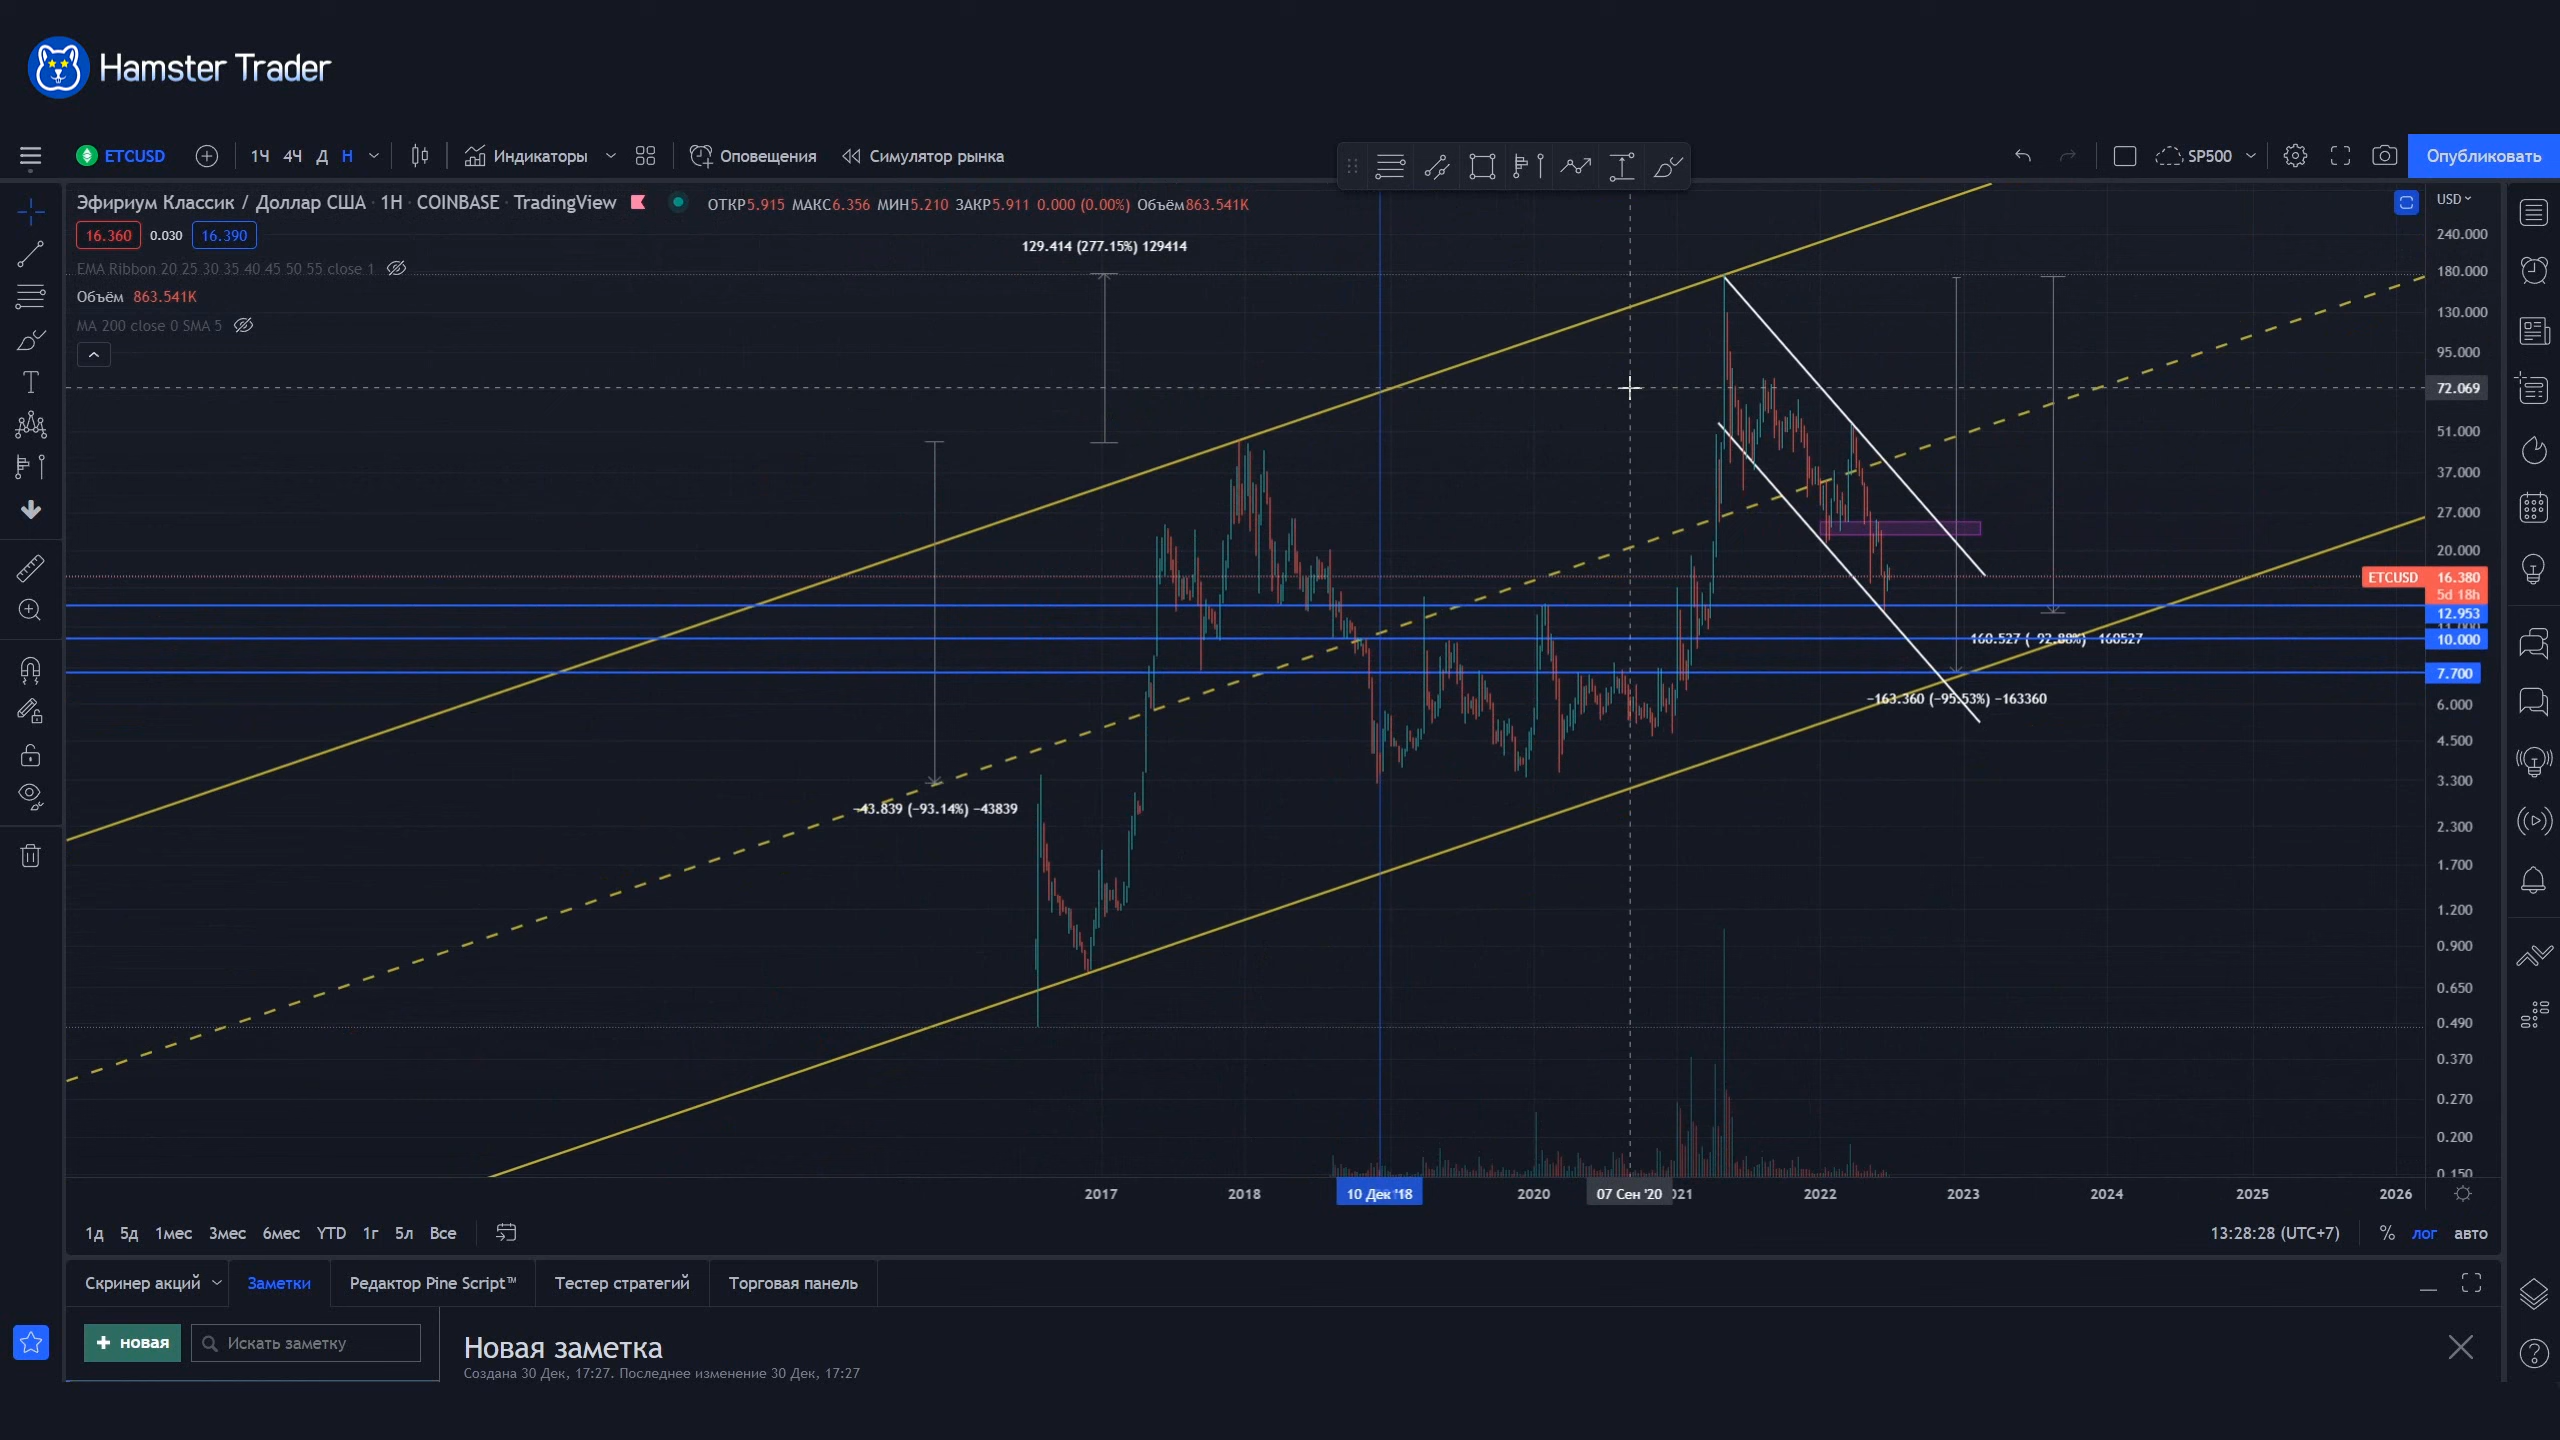 Hamster Trader
ETCUSD 1Ч 4Ч Д Н Индикаторы Оповещения Симулятор рынка SP500 Опубликовать
Эфириум Классик / Доллар США · 1Н · COINBASE · TradingView ОТКР5.915 МАКС6.356 МИН5.210 ЗАКР5.911 0.000 (0.00%) Объём863.541K
USD
16.360 0.030 16.390
240.000
129.414 (277.15%) 129414
EMA Ribbon 20 25 30 35 40 45 50 55 close 1
180.000
Объём 863.541K
130.000
MA 200 close 0 SMA 5
95.000
72.069
51.000
37.000
27.000
20.000
ETCUSD 16.380
5d 18h
12.953
10.000
160.527 (−92.88%) −160527
7.700
−163.360 (−95.53%) −163360
6.000
4.500
3.300
−43.839 (−93.14%) −43839
2.300
1.700
1.200
0.900
0.650
0.490
0.370
0.270
0.200
0.150
2017 2018 10 Дек '18 2020 07 Сен '20 2022 2023 2024 2025 2026
1д 5д 1мес 3мес 6мес YTD 1г 5л Все 13:28:28 (UTC+7) % лог авто
Скринер акций Заметки Редактор Pine Script™ Тестер стратегий Торговая панель
+ новая Искать заметку
Новая заметка
Создана 30 Дек, 17:27. Последнее изменение 30 Дек, 17:27